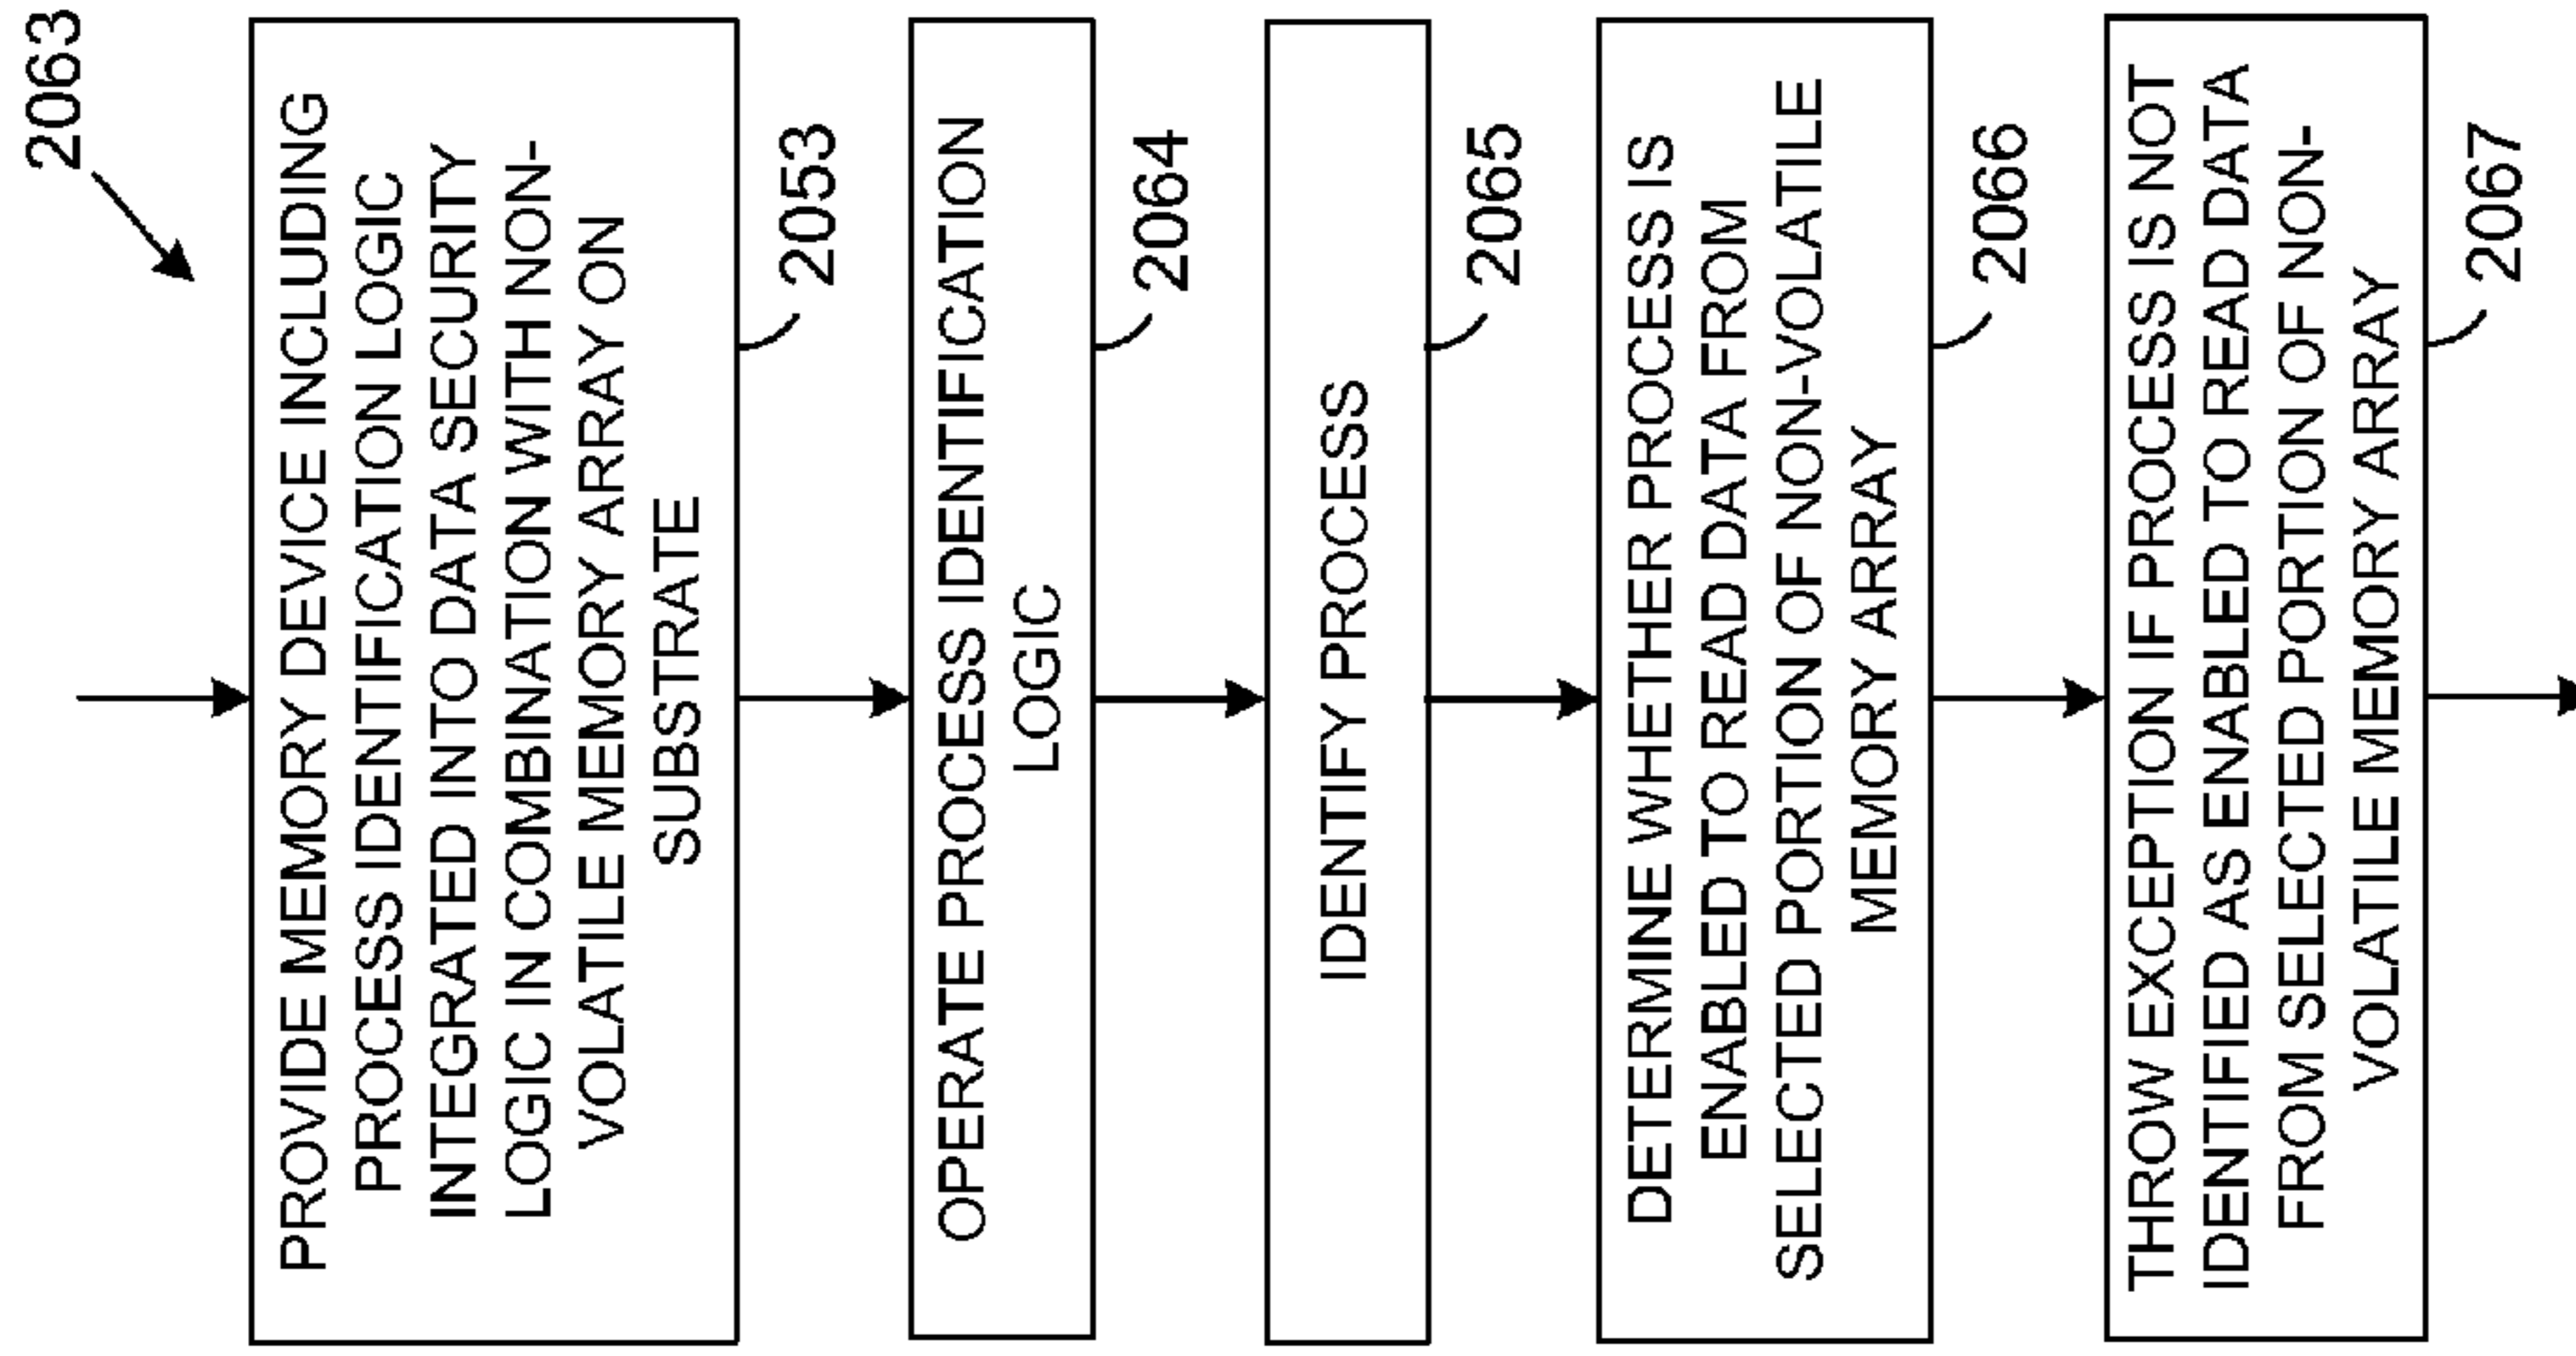 2063
PROVIDE MEMORY DEVICE INCLUDING
PROCESS IDENTIFICATION LOGIC
INTEGRATED INTO DATA SECURITY
LOGIC IN COMBINATION WITH NON-
VOLATILE MEMORY ARRAY ON
SUBSTRATE
2053
OPERATE PROCESS IDENTIFICATION
LOGIC
2064
IDENTIFY PROCESS
2065
DETERMINE WHETHER PROCESS IS
ENABLED TO READ DATA FROM
SELECTED PORTION OF NON-VOLATILE
MEMORY ARRAY
2066
THROW EXCEPTION IF PROCESS IS NOT
IDENTIFIED AS ENABLED TO READ DATA
FROM SELECTED PORTION OF NON-
VOLATILE MEMORY ARRAY
2067